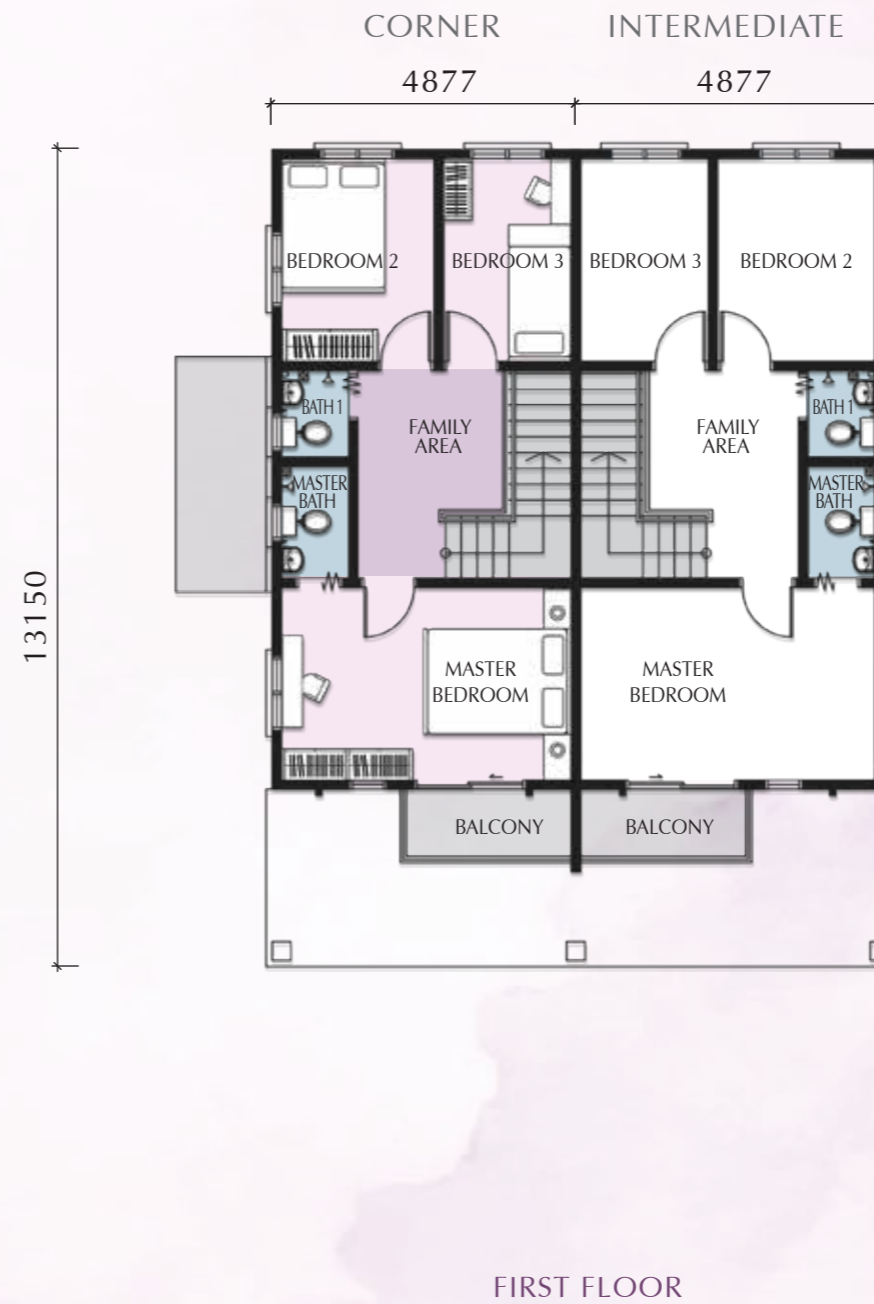 CORNER INTERMEDIATE
4877 4877
BEDROOM 2 BEDROOM 3 BEDROOM 3 BEDROOM 2
BATH 1
FAMILY
AREA
FAMILY
AREA
BATH 1
MASTER
BATH
MASTER
BATH
13150
MASTER
BEDROOM
MASTER
BEDROOM
BALCONY BALCONY
FIRST FLOOR